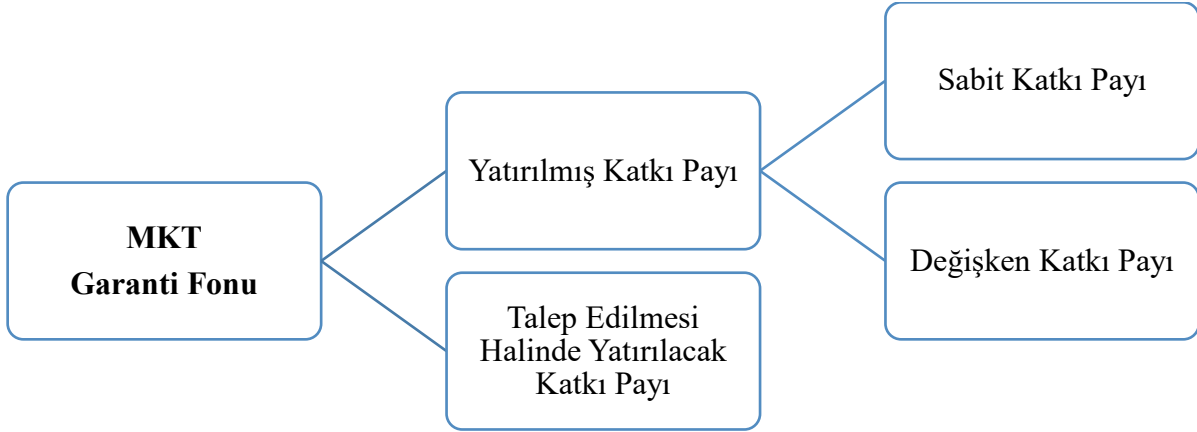 MKT
Garanti Fonu
Yatırılmış Katkı Payı
Talep Edilmesi
Halinde Yatırılacak
Katkı Payı
Sabit Katkı Payı
Değişken Katkı Payı